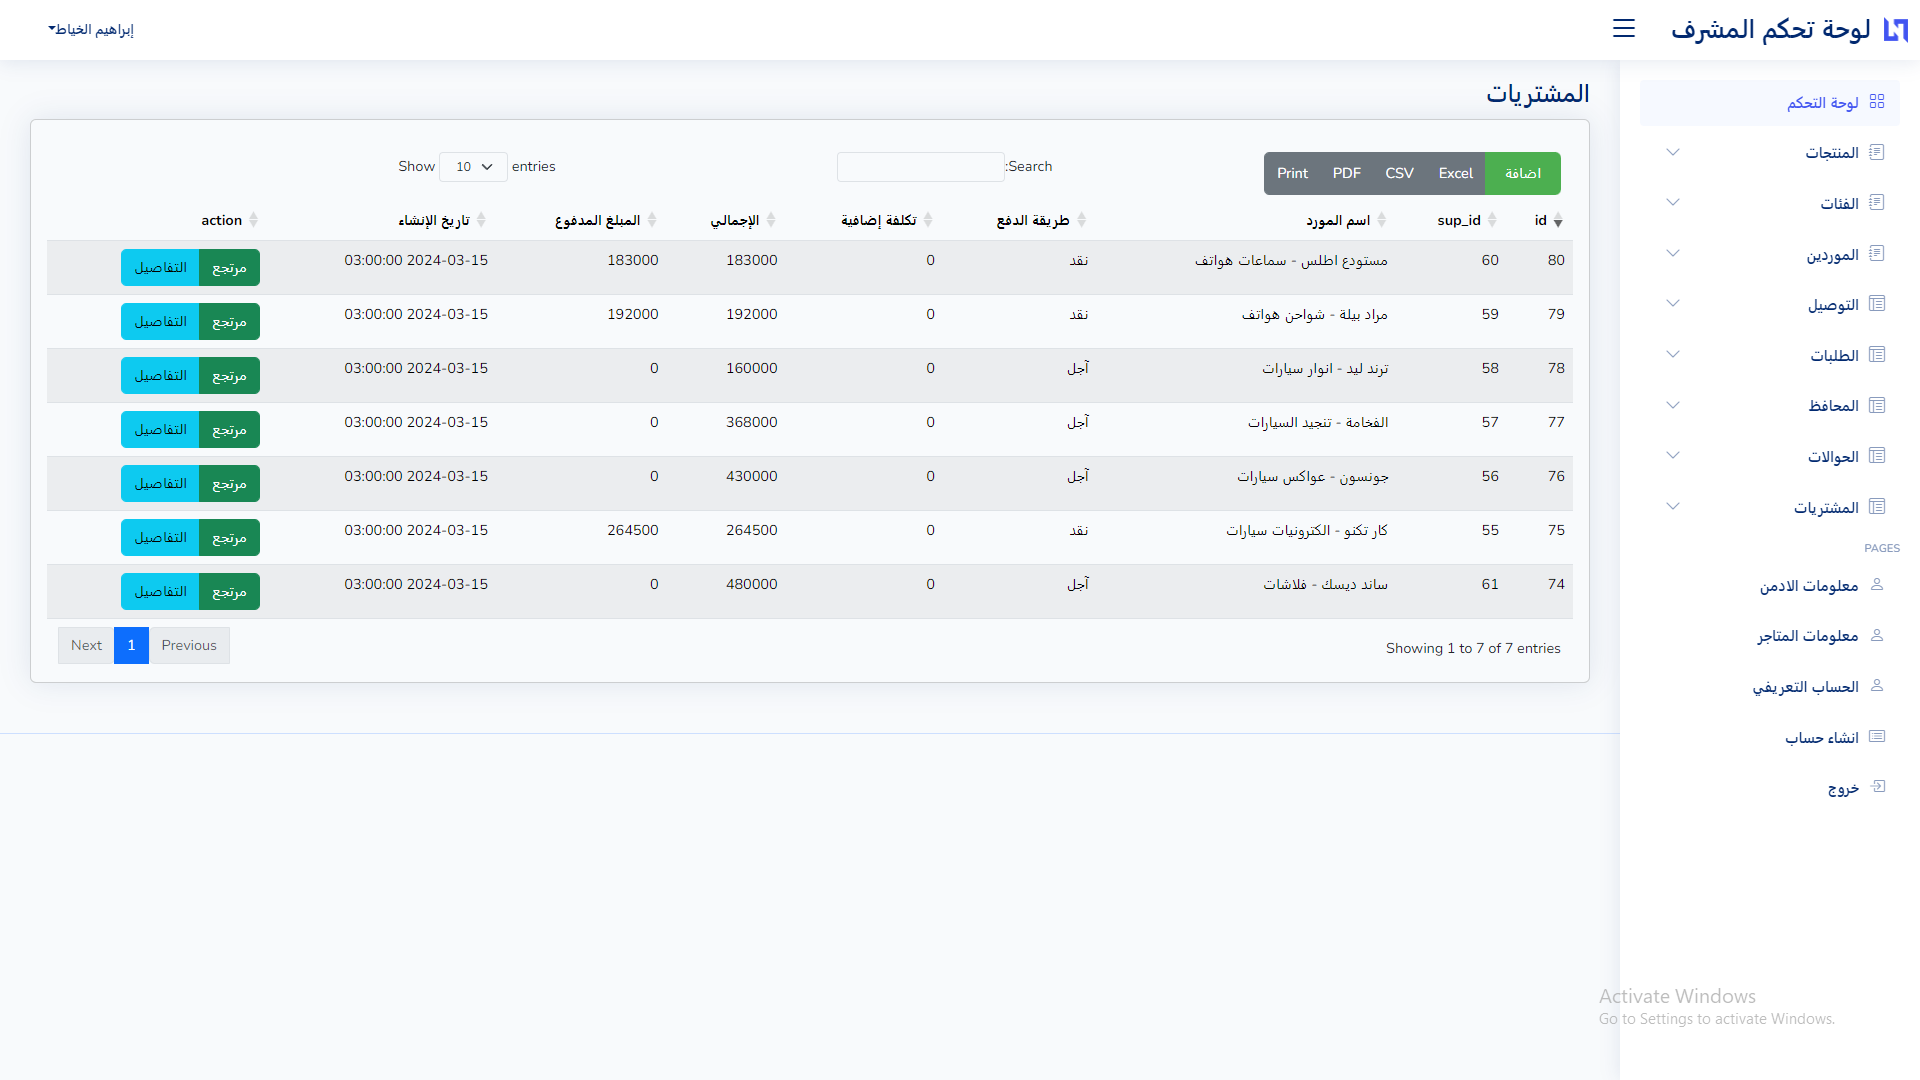 لوحة تحكم المشرف
إبراهيم الخياط
لوحة التحكم
المنتجات
الفئات
الموردين
التوصيل
الطلبات
المحافظ
الحوالات
المشتريات
PAGES
معلومات الادمن
معلومات المتاجر
الحساب التعريفي
انشاء حساب
خروج
المشتريات
اضافة Excel CSV PDF Print
Search:
Show 10 entries
id sup_id اسم المورد طريقة الدفع تكلفة إضافية الإجمالي المبلغ المدفوع تاريخ الإنشاء action
80 60 مستودع اطلس - سماعات هواتف نقد 0 183000 183000 2024-03-15 03:00:00 مرتجع التفاصيل
79 59 مراد بيلة - شواحن هواتف نقد 0 192000 192000 2024-03-15 03:00:00 مرتجع التفاصيل
78 58 ترند ليد - انوار سيارات آجل 0 160000 0 2024-03-15 03:00:00 مرتجع التفاصيل
77 57 الفخامة - تنجيد السيارات آجل 0 368000 0 2024-03-15 03:00:00 مرتجع التفاصيل
76 56 جونسون - عواكس سيارات آجل 0 430000 0 2024-03-15 03:00:00 مرتجع التفاصيل
75 55 كار تكنو - الكترونيات سيارات نقد 0 264500 264500 2024-03-15 03:00:00 مرتجع التفاصيل
74 61 ساند ديسك - فلاشات آجل 0 480000 0 2024-03-15 03:00:00 مرتجع التفاصيل
Showing 1 to 7 of 7 entries
Previous 1 Next
Activate Windows
Go to Settings to activate Windows.